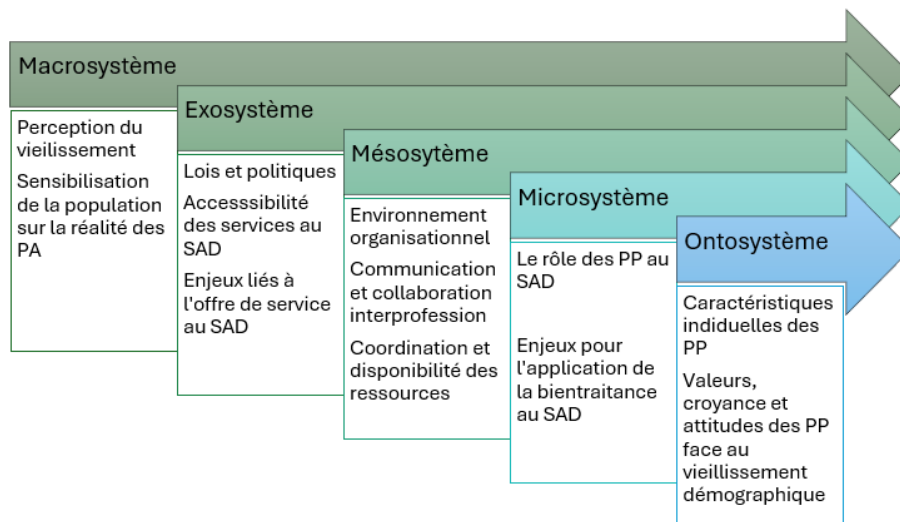 Macrosystème
Perception du
vieilissement
Sensibilisation
de la population
sur la réalité des
PA
Exosystème
Lois et politiques
Accesssibilité
des services au
SAD
Enjeux liés à
l'offre de service
au SAD
Mésosytème
Environnement
organisationnel
Communication
et collaboration
interprofession
Coordination et
disponibilité des
ressources
Microsystème
Le rôle des PP au
SAD
Enjeux pour
l'application de
la bientraitance
au SAD
Ontosystème
Caractéristiques
indiduelles des
PP
Valeurs,
croyance et
attitudes des PP
face au
vieillissement
démographique